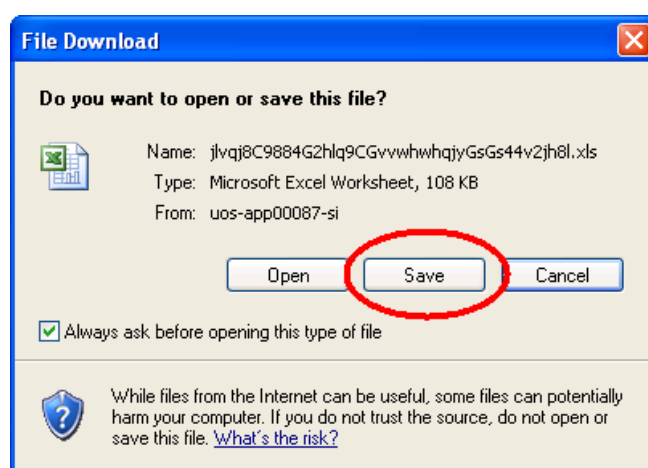 File Download
Do you want to open or save this file?
Name: jlvqj8C9884G2hlq9CGvvwhwhqjyGsGs44v2jh8l.xls
Type: Microsoft Excel Worksheet, 108 KB
From: uos-app00087-si
Open Save Cancel
Always ask before opening this type of file
While files from the Internet can be useful, some files can potentially
harm your computer. If you do not trust the source, do not open or
save this file. What's the risk?